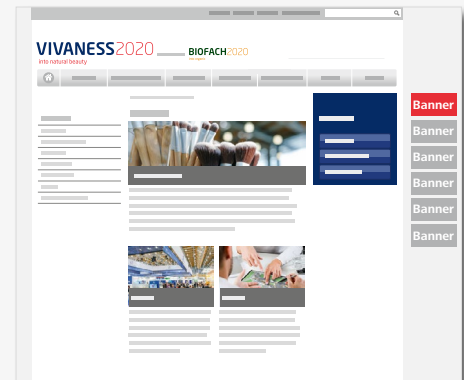 VIVANESS2020
into natural beauty
BIOFACH2020
Banner
Banner
Banner
Banner
Banner
Banner